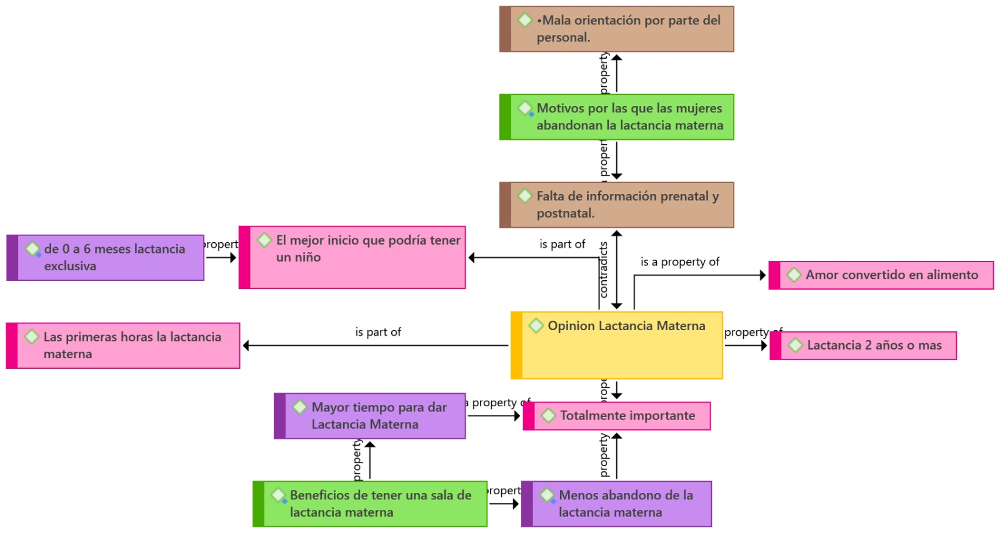 •Mala orientación por parte del
personal.
property
Motivos por las que las mujeres
abandonan la lactancia materna
a property
Falta de información prenatal y
postnatal.
de 0 a 6 meses lactancia
exclusiva
property
El mejor inicio que podría tener
un niño
is part of
contradicts
is a property of
Amor convertido en alimento
Las primeras horas la lactancia
materna
is part of
Opinion Lactancia Materna
property of
Lactancia 2 años o mas
Mayor tiempo para dar
Lactancia Materna
a property of
Totalmente importante
property
property
Beneficios de tener una sala de
lactancia materna
property
Menos abandono de la
lactancia materna